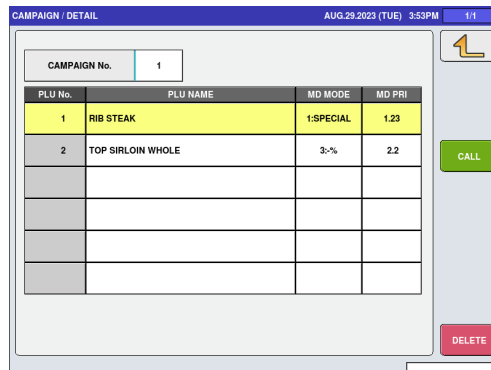 CAMPAIGN / DETAIL AUG.29.2023 (TUE) 3:53PM 1/1
CAMPAIGN No. 1
PLU No. PLU NAME MD MODE MD PRI
1 RIB STEAK 1:SPECIAL 1.23
2 TOP SIRLOIN WHOLE 3:-% 2.2
CALL
DELETE